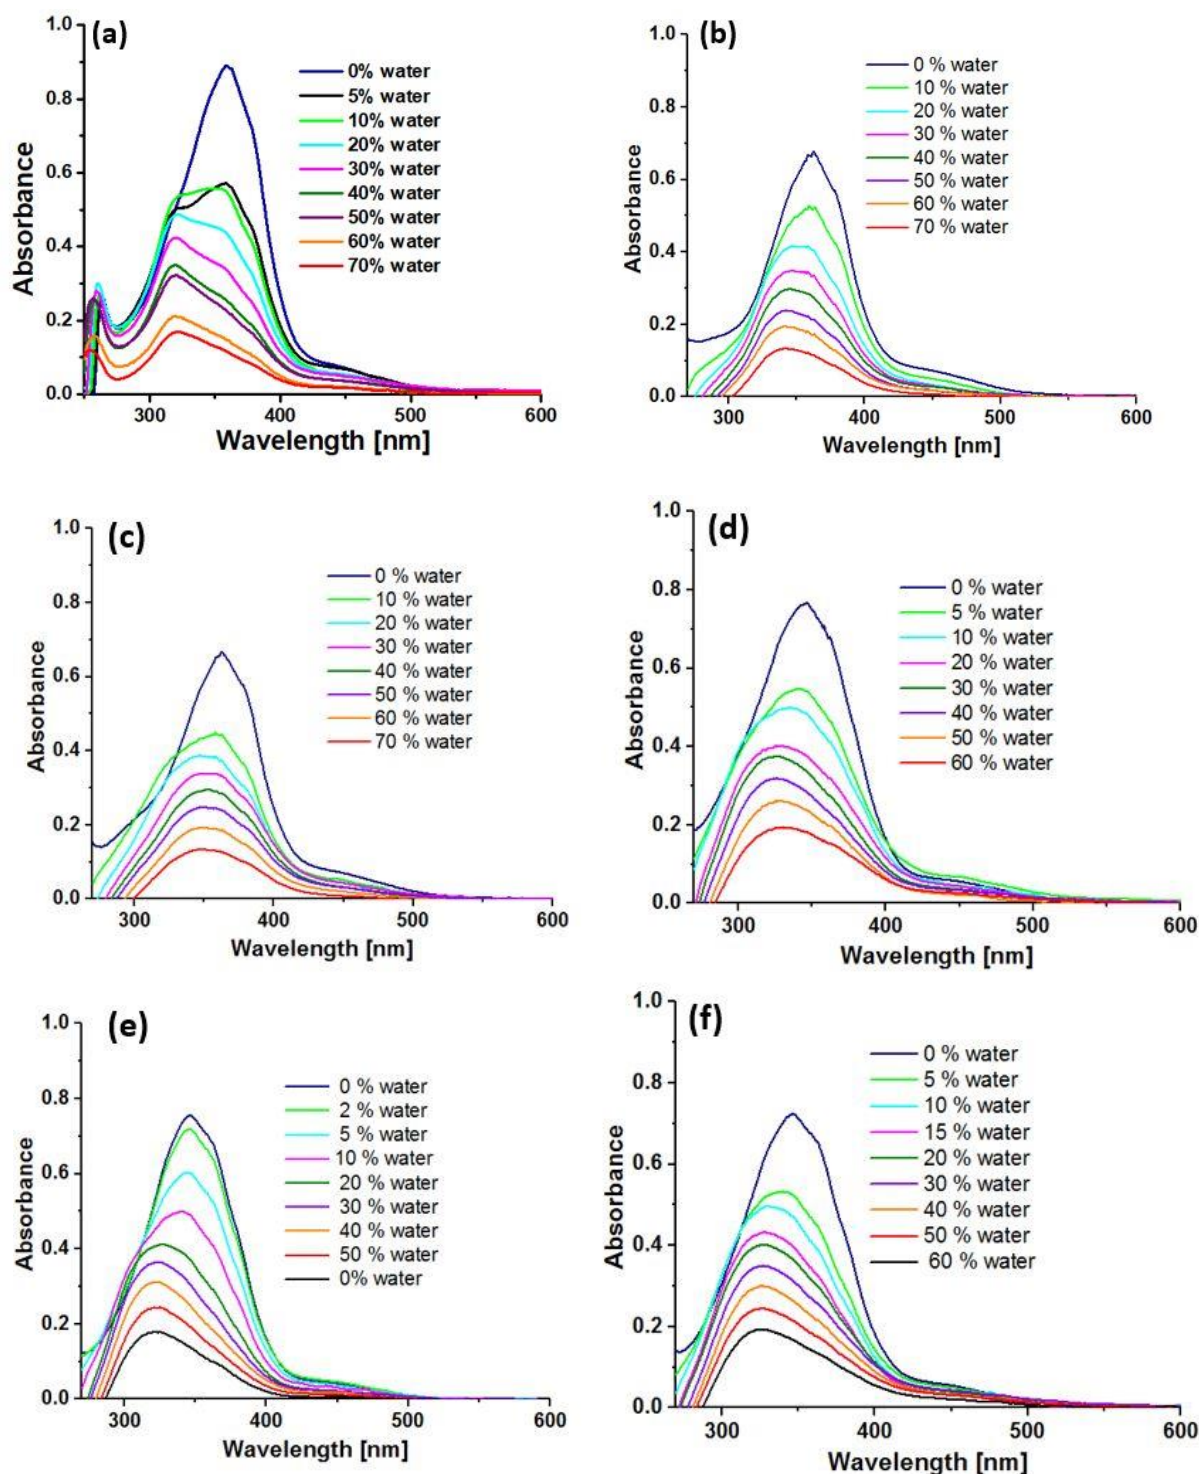 (a)
1.0
0.8
0.6
0.4
0.2
0.0
Absorbance
0% water
5% water
10% water
20% water
30% water
40% water
50% water
60% water
70% water
300 400 500 600
Wavelength [nm]
(b)
1.0
0.8
0.6
0.4
0.2
0.0
Absorbance
0 % water
10 % water
20 % water
30 % water
40 % water
50 % water
60 % water
70 % water
300 400 500 600
Wavelength [nm]
(c)
1.0
0.8
0.6
0.4
0.2
0.0
Absorbance
0 % water
10 % water
20 % water
30 % water
40 % water
50 % water
60 % water
70 % water
300 400 500 600
Wavelength [nm]
(d)
1.0
0.8
0.6
0.4
0.2
0.0
Absorbance
0 % water
5 % water
10 % water
20 % water
30 % water
40 % water
50 % water
60 % water
300 400 500 600
Wavelength [nm]
(e)
1.0
0.8
0.6
0.4
0.2
0.0
Absorbance
0 % water
2 % water
5 % water
10 % water
20 % water
30 % water
40 % water
50 % water
0% water
300 400 500 600
Wavelength [nm]
(f)
1.0
0.8
0.6
0.4
0.2
0.0
Absorbance
0 % water
5 % water
10 % water
15 % water
20 % water
30 % water
40 % water
50 % water
60 % water
300 400 500 600
Wavelength [nm]